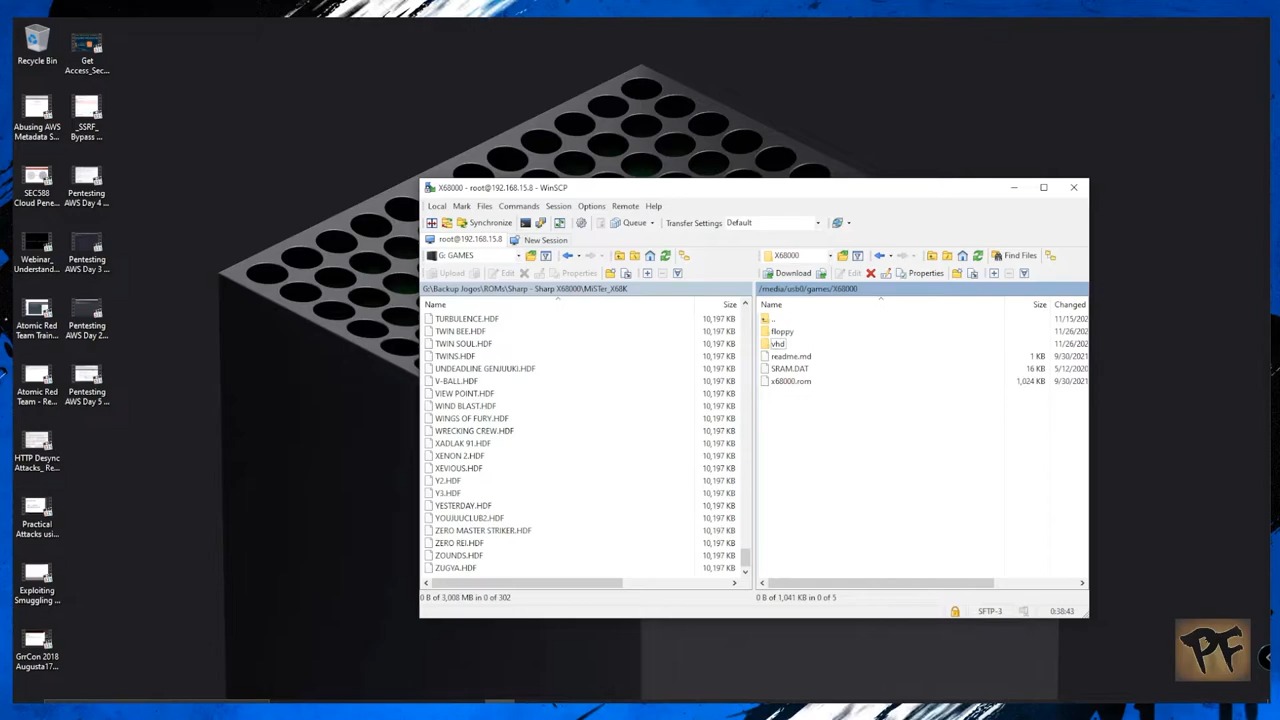 Recycle Bin
Get
Access_Sec...
Abusing AWS
Metadata S...
_SSRF_
Bypass ...
SEC588
Cloud Pene...
Pentesting
AWS Day 4 ...
Webinar_
Understand...
Pentesting
AWS Day 3...
Atomic Red
Team Train...
Pentesting
AWS Day 2...
Atomic Red
Team - Re...
Pentesting
AWS Day 5 ...
HTTP Desync
Attacks_ Re...
Practical
Attacks usi...
Exploiting
Smuggling ...
GrrCon 2018
Augusta17...
X68000 - root@192.168.15.8 - WinSCP
Local Mark Files Commands Session Options Remote Help
Synchronize Queue Transfer Settings Default
root@192.168.15.8 New Session
G: GAMES X68000 Find Files
Upload Edit Properties Download Edit Properties
G:\Backup Jogos\ROMs\Sharp - Sharp X68000\MiSTer_X68K /media/usb0/games/X68000
Name Size Name Size Changed
TURBULENCE.HDF 10,197 KB .. 11/15/202
TWIN BEE.HDF 10,197 KB floppy 11/26/202
TWIN SOUL.HDF 10,197 KB vhd 11/26/202
TWINS.HDF 10,197 KB readme.md 1 KB 9/30/2021
UNDEADLINE GENJUUKI.HDF 10,197 KB SRAM.DAT 16 KB 5/12/2020
V-BALL.HDF 10,197 KB x68000.rom 1,024 KB 9/30/2021
VIEW POINT.HDF 10,197 KB
WIND BLAST.HDF 10,197 KB
WINGS OF FURY.HDF 10,197 KB
WRECKING CREW.HDF 10,197 KB
XADLAK 91.HDF 10,197 KB
XENON 2.HDF 10,197 KB
XEVIOUS.HDF 10,197 KB
Y2.HDF 10,197 KB
Y3.HDF 10,197 KB
YESTERDAY.HDF 10,197 KB
YOUJUUCLUB2.HDF 10,197 KB
ZERO MASTER STRIKER.HDF 10,197 KB
ZERO REI.HDF 10,197 KB
ZOUNDS.HDF 10,197 KB
ZUGYA.HDF 10,197 KB
0 B of 3,008 MB in 0 of 302 0 B of 1,041 KB in 0 of 5
SFTP-3 0:38:43
PF